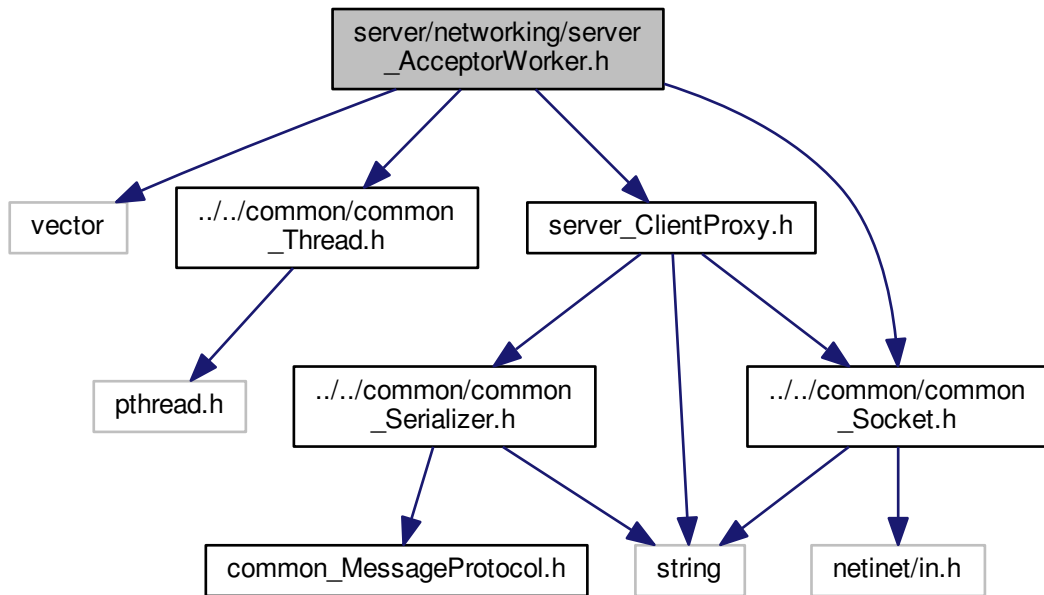 server/networking/server
_AcceptorWorker.h
vector
../../common/common
_Thread.h
server_ClientProxy.h
pthread.h
../../common/common
_Serializer.h
../../common/common
_Socket.h
common_MessageProtocol.h
string
netinet/in.h